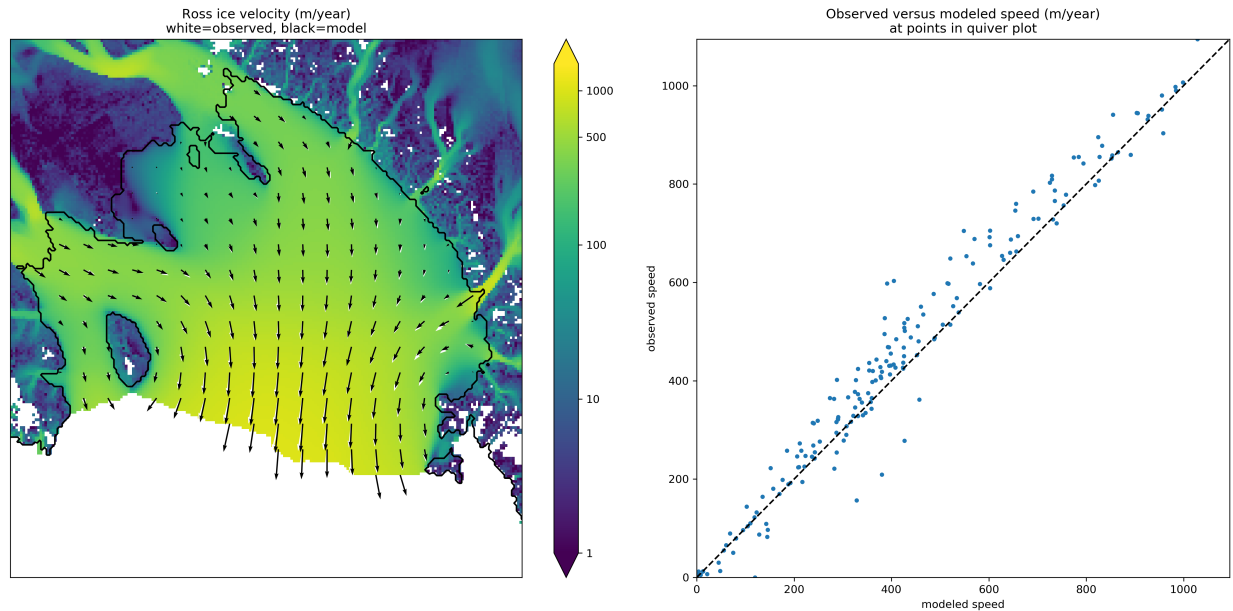 Ross ice velocity (m/year)
white=observed, black=model
1000
500
100
10
1
Observed versus modeled speed (m/year)
at points in quiver plot
observed speed
1000
800
600
400
200
0
0 200 400 600 800 1000
modeled speed